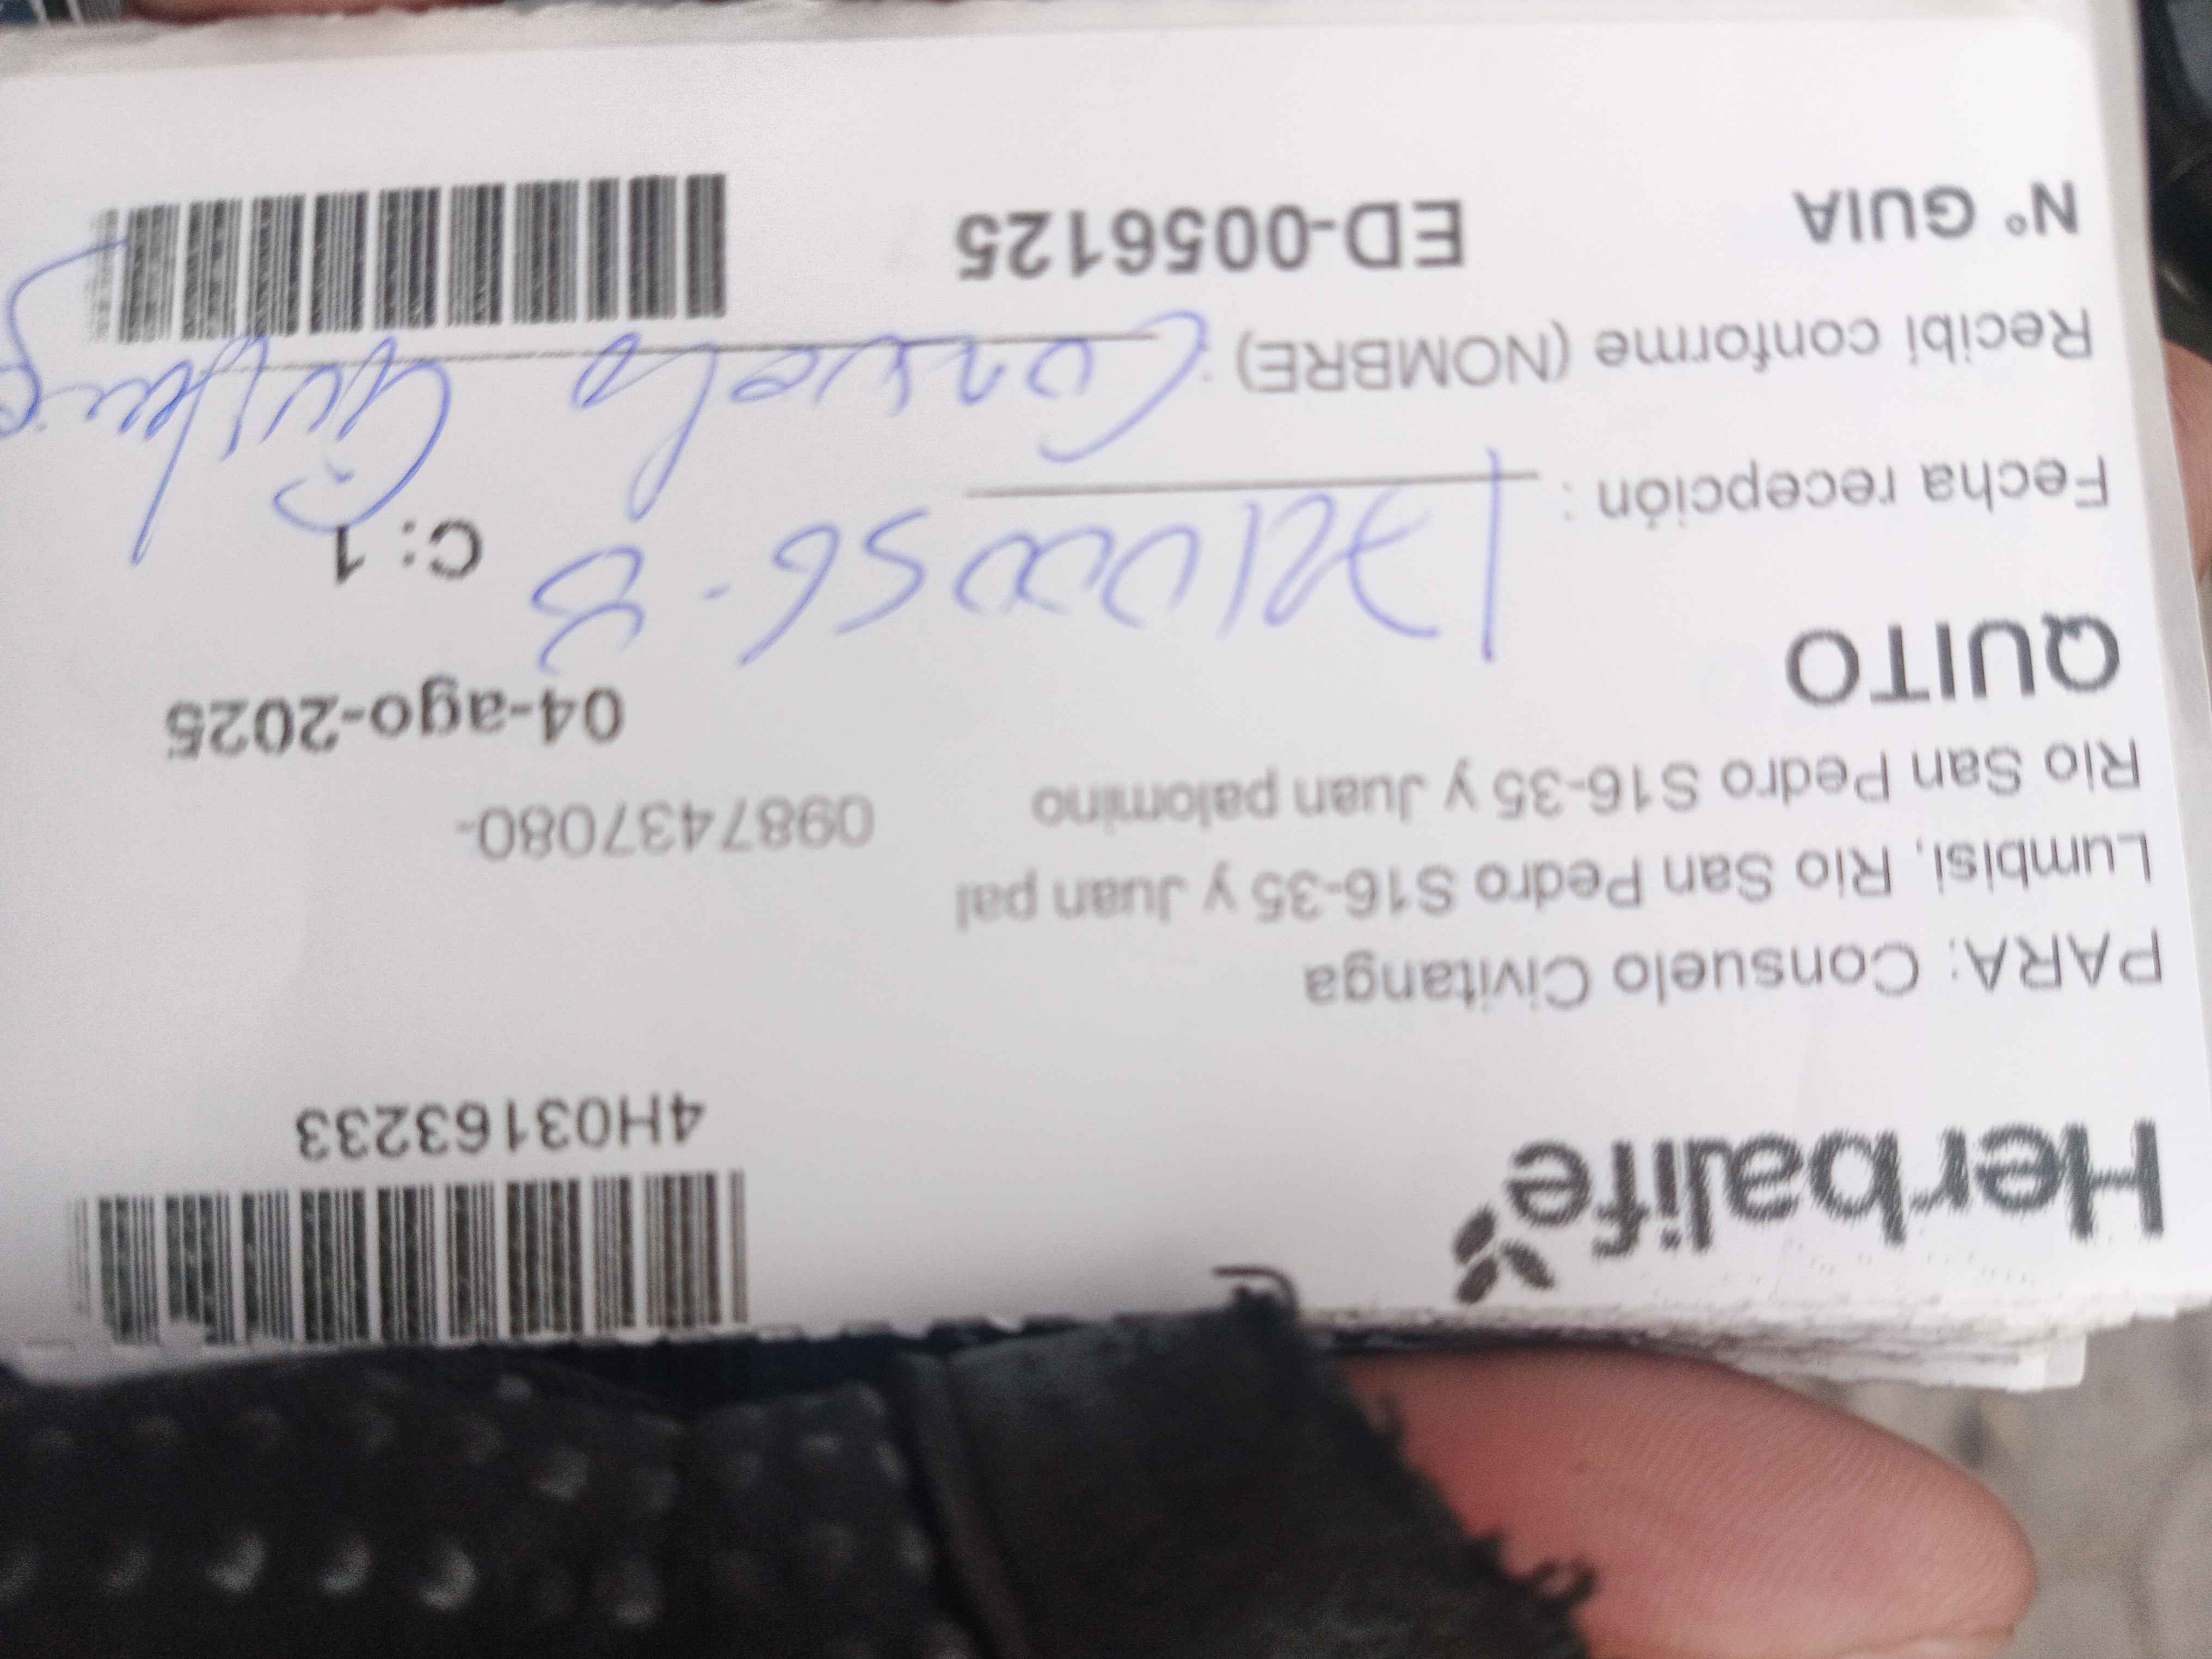 Herbalife
4H03163233
PARA: Consuelo Civitanga
Lumbisi, Rio San Pedro S16-35 y Juan pal
Rio San Pedro S16-35 y Juan palomino
0987437080-
QUITO
04-ago-2025
Fecha recepción :
C: 1
Recibi conforme (NOMBRE) : Consuelo
N° GUIA ED-0056125